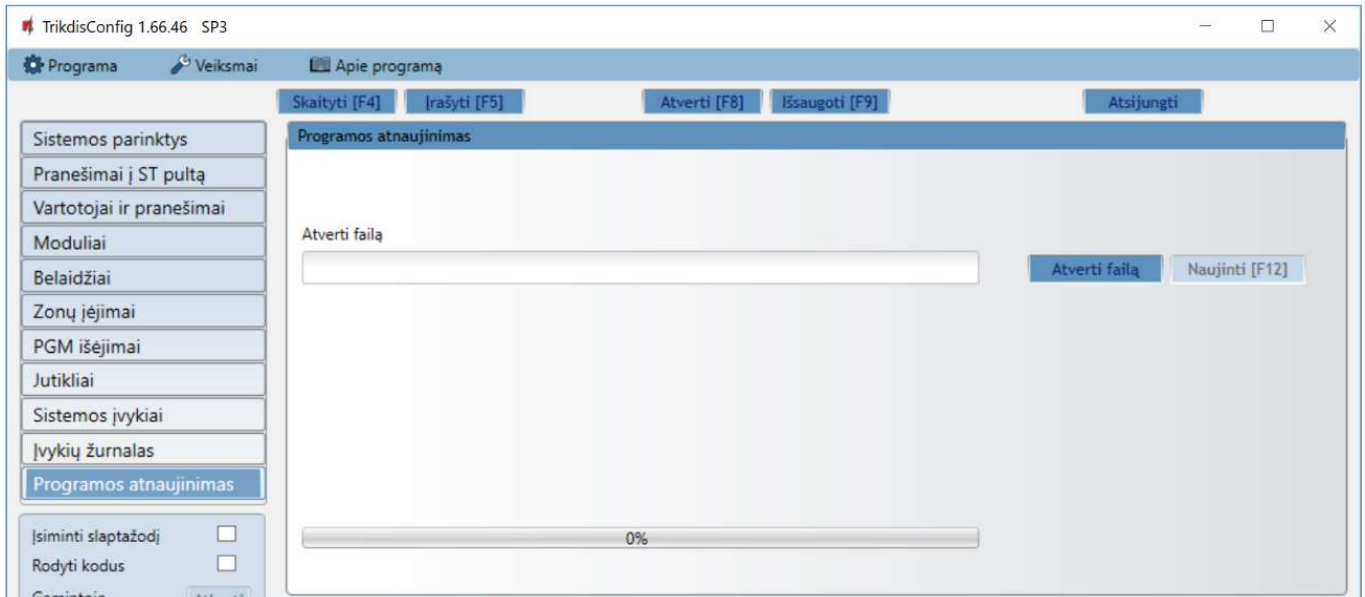 TrikdisConfig 1.66.46 SP3
Programa Veiksmai Apie programą
Skaityti [F4] Įrašyti [F5] Atverti [F8] Išsaugoti [F9] Atsijungti
Sistemos parinktys
Pranešimai į ST pultą
Vartotojai ir pranešimai
Moduliai
Belaidžiai
Zonų įėjimai
PGM išėjimai
Jutikliai
Sistemos įvykiai
Įvykių žurnalas
Programos atnaujinimas
Įsiminti slaptažodį
Rodyti kodus
Programos atnaujinimas
Atverti failą
Atverti failą Naujinti [F12]
0%